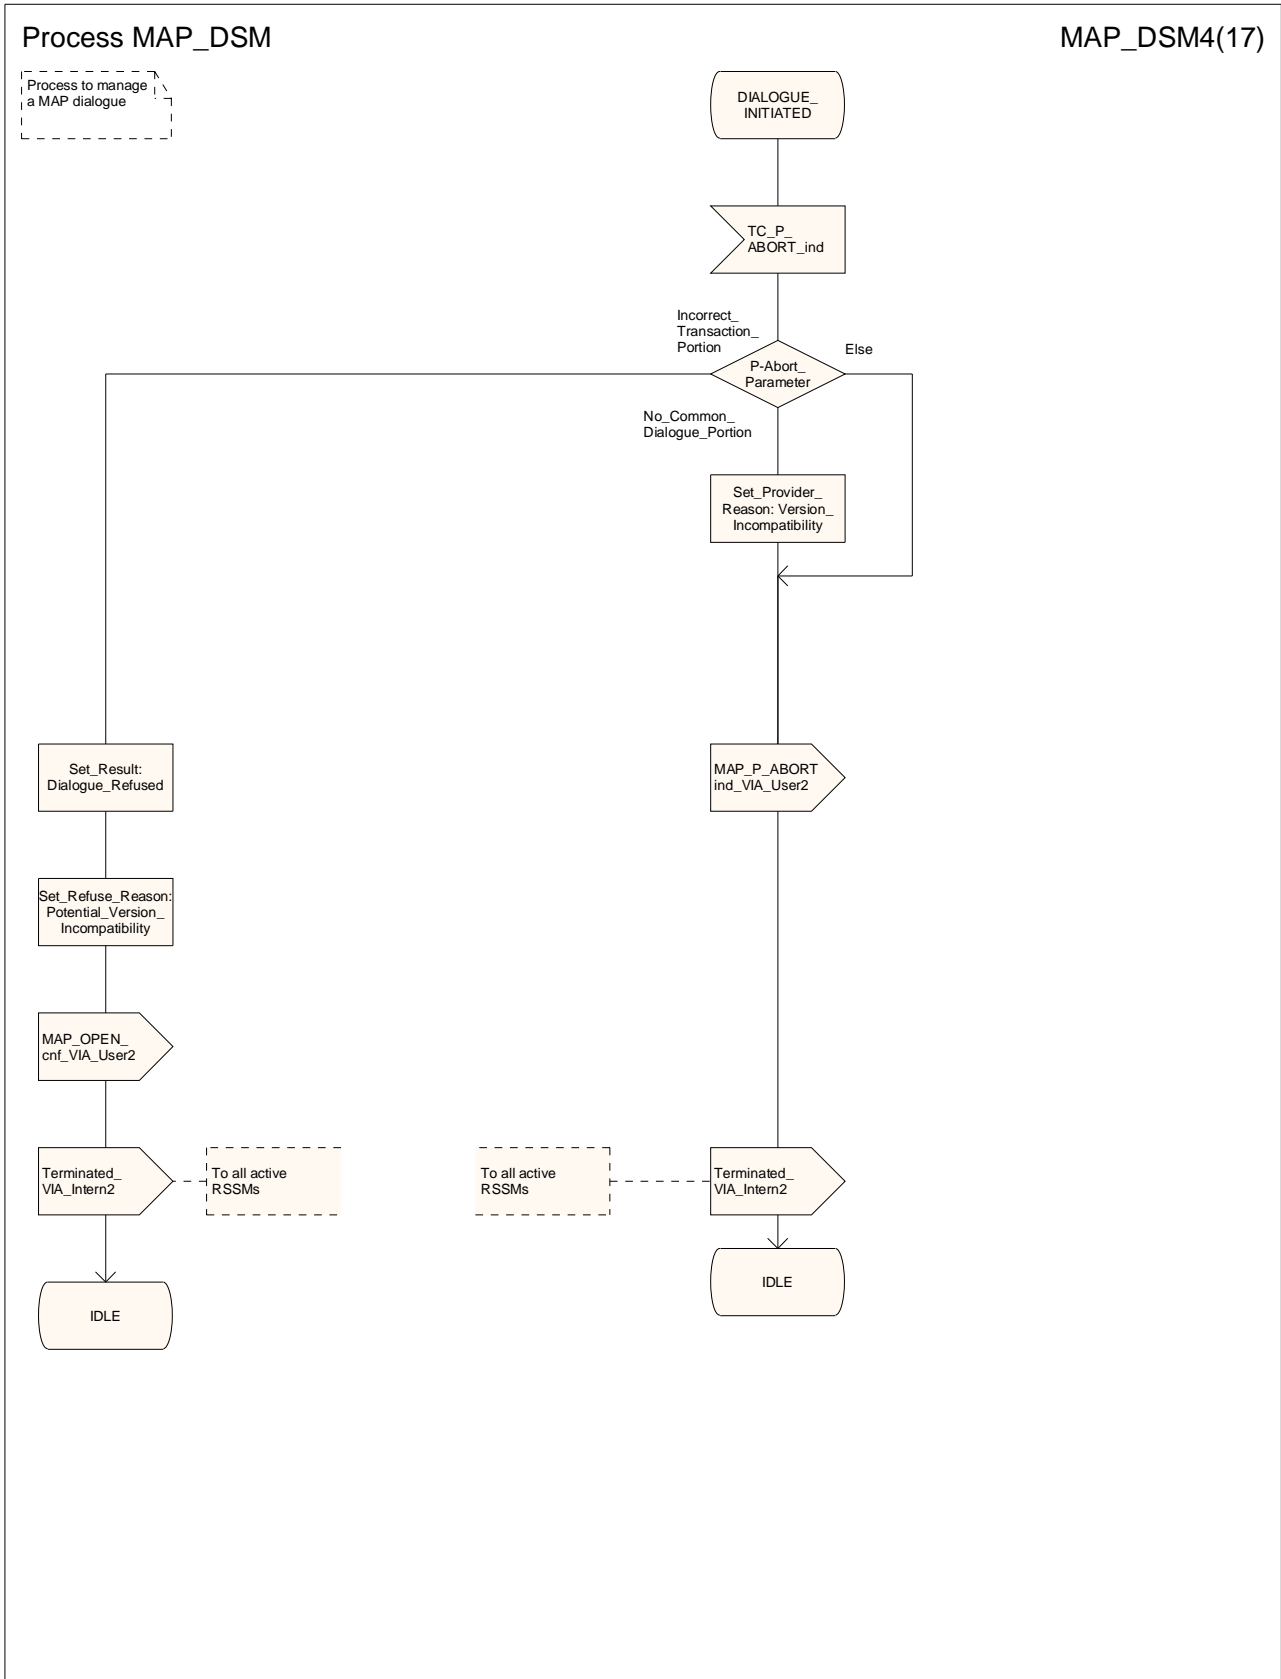 Process MAP_DSM
MAP_DSM4(17)
Process to manage
a MAP dialogue
DIALOGUE_
INITIATED
TC_P_
ABORT_ind
Incorrect_
Transaction_
Portion
Else
P-Abort_
Parameter
No_Common_
Dialogue_Portion
Set_Provider_
Reason: Version_
Incompatibility
Set_Result:
Dialogue_Refused
MAP_P_ABORT
ind_VIA_User2
Set_Refuse_Reason:
Potential_Version_
Incompatibility
MAP_OPEN_
cnf_VIA_User2
Terminated_
VIA_Intern2
To all active
RSSMs
To all active
RSSMs
Terminated_
VIA_Intern2
IDLE
IDLE